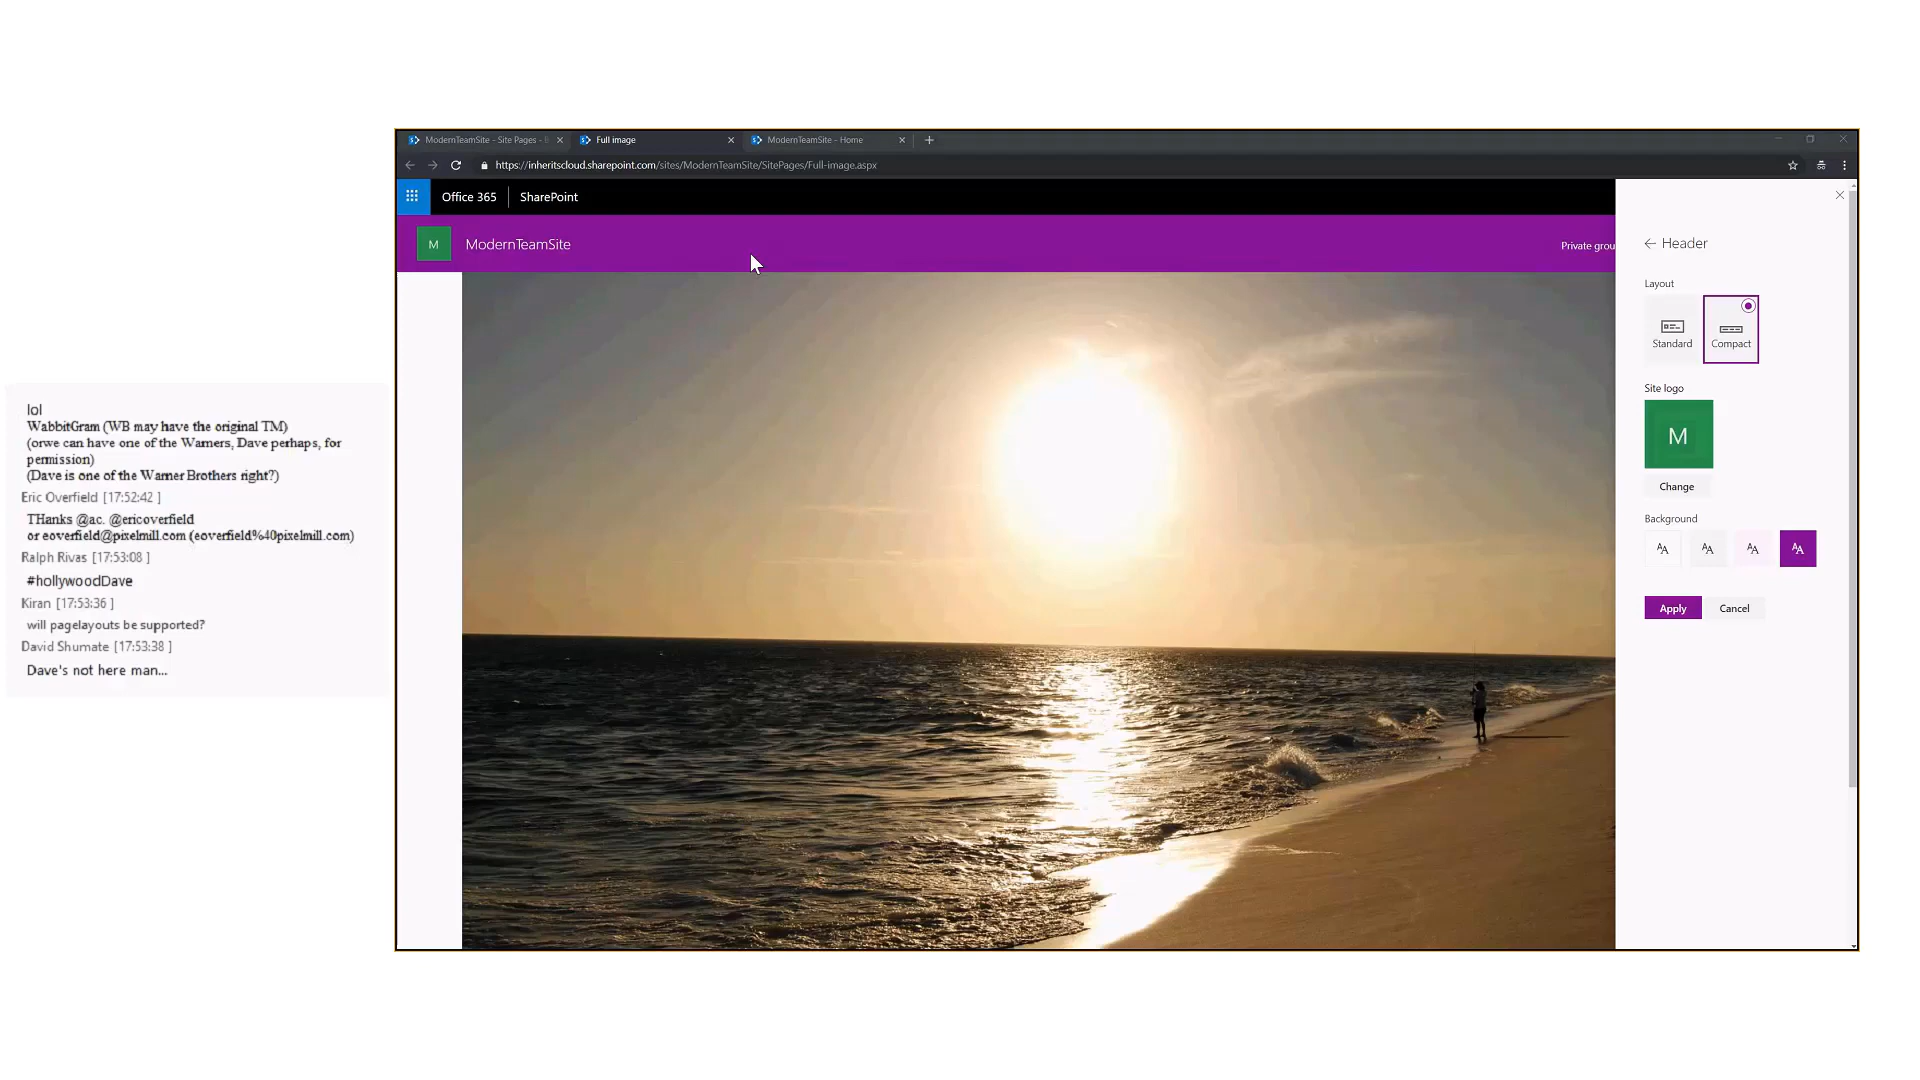 lol
WabbitGram (WB may have the original TM)
(orwe can have one of the Warners, Dave perhaps, for
permission)
(Dave is one of the Warner Brothers right?)
Eric Overfield [17:52:42 ]
THanks @ac. @ericoverfield
or eoverfield@pixelmill.com (eoverfield%40pixelmill.com)
Ralph Rivas [17:53:08 ]
#hollywoodDave
Kiran [17:53:36 ]
will pagelayouts be supported?
David Shumate [17:53:38 ]
Dave's not here man...
ModernTeamSite - Site Pages -
Full image
ModernTeamSite - Home
https://inheritscloud.sharepoint.com/sites/ModernTeamSite/SitePages/Full-image.aspx
Office 365
SharePoint
M
ModernTeamSite
Private grou
Header
Layout
Standard
Compact
Site logo
M
Change
Background
AA AA AA AA
Apply
Cancel